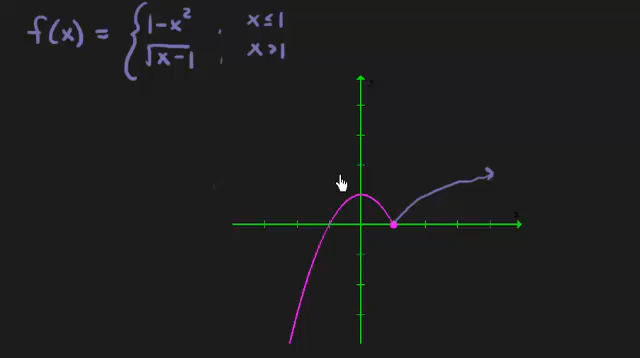 f(x) = { 1-x² , x≤1
√x-1 ; x>1